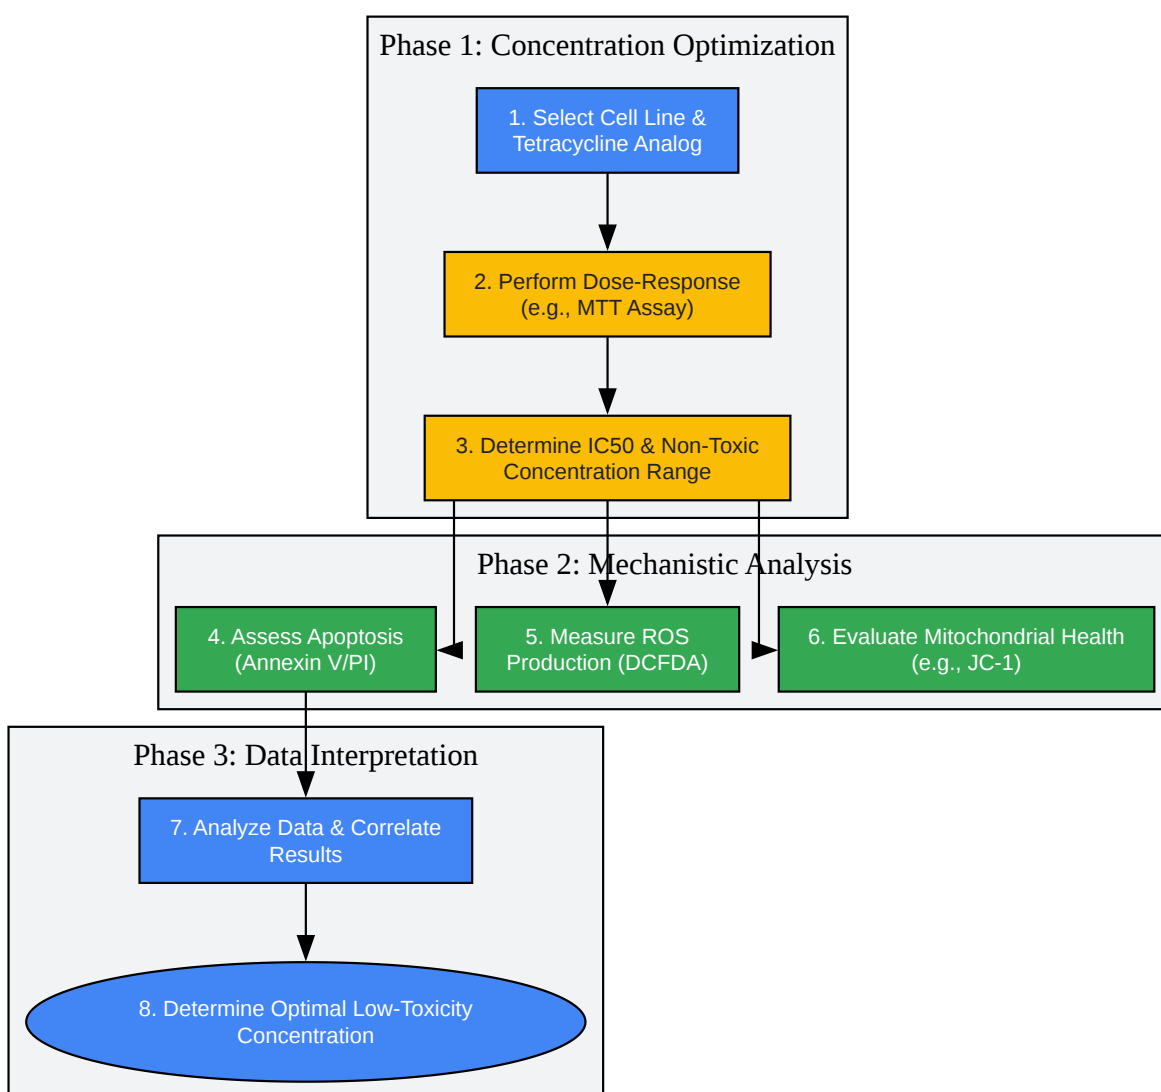 Phase 1: Concentration Optimization
1. Select Cell Line &
Tetracycline Analog
2. Perform Dose-Response
(e.g., MTT Assay)
3. Determine IC50 & Non-Toxic
Concentration Range
Phase 2: Mechanistic Analysis
4. Assess Apoptosis
(Annexin V/PI)
5. Measure ROS
Production (DCFDA)
6. Evaluate Mitochondrial Health
(e.g., JC-1)
Phase 3: Data Interpretation
7. Analyze Data & Correlate
Results
8. Determine Optimal Low-Toxicity
Concentration